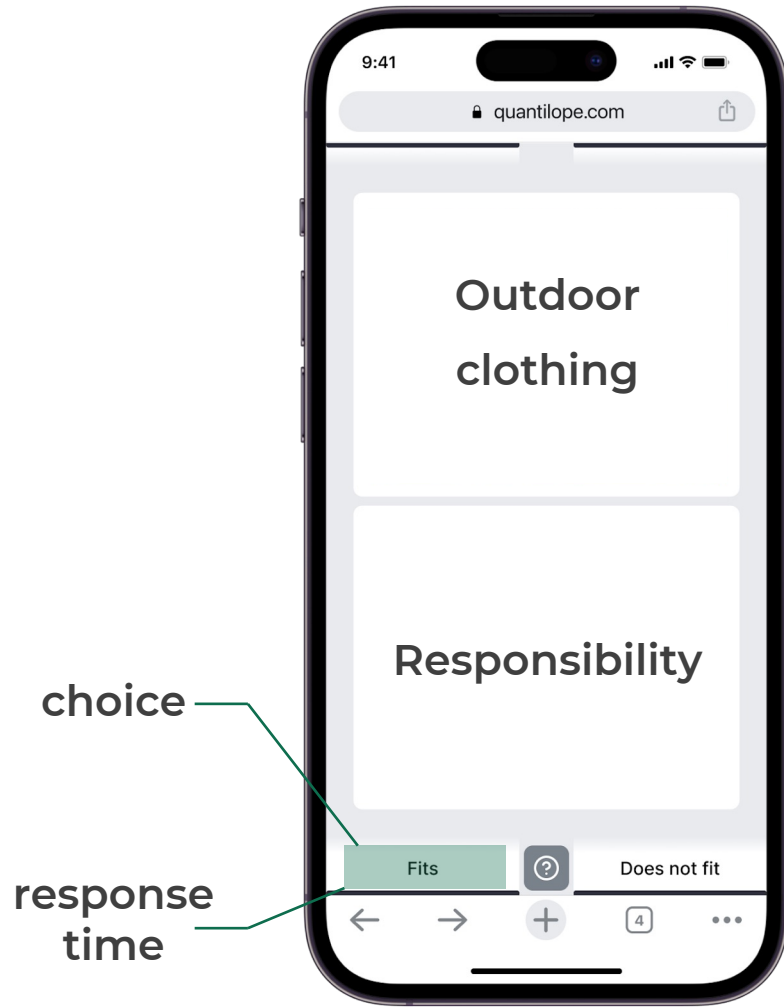 9:41
quantilope.com
Outdoor
clothing
Responsibility
choice
response
time
Fits
?
Does not fit
4